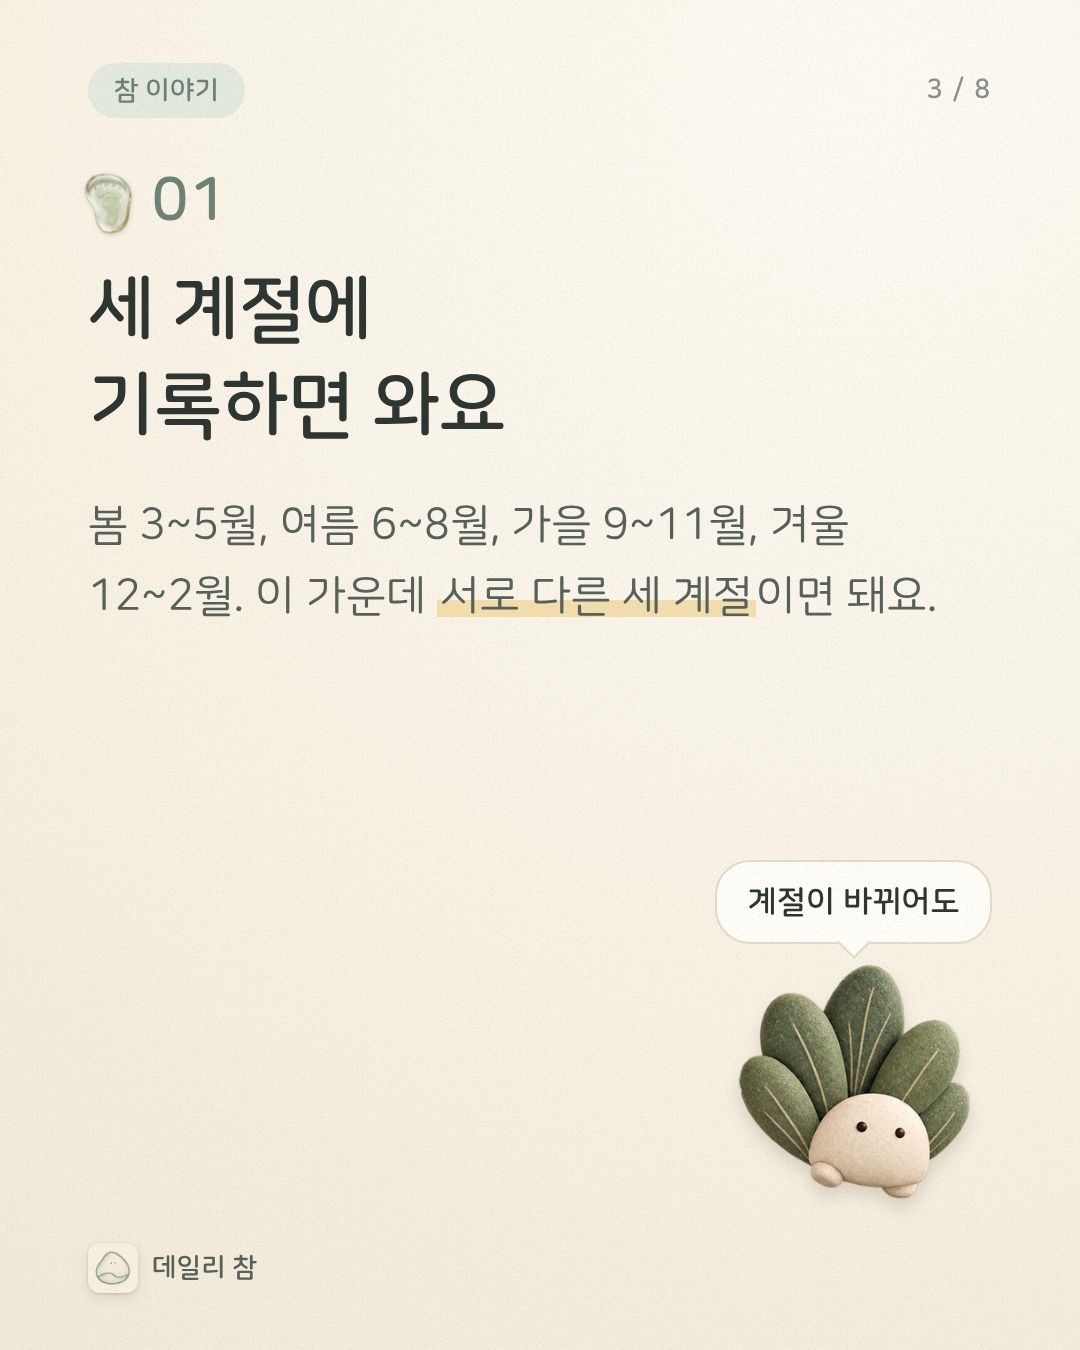 참 이야기
3 / 8
01
세 계절에
기록하면 와요
봄 3~5월, 여름 6~8월, 가을 9~11월, 겨울
12~2월. 이 가운데 서로 다른 세 계절이면 돼요.
계절이 바뀌어도
데일리 참